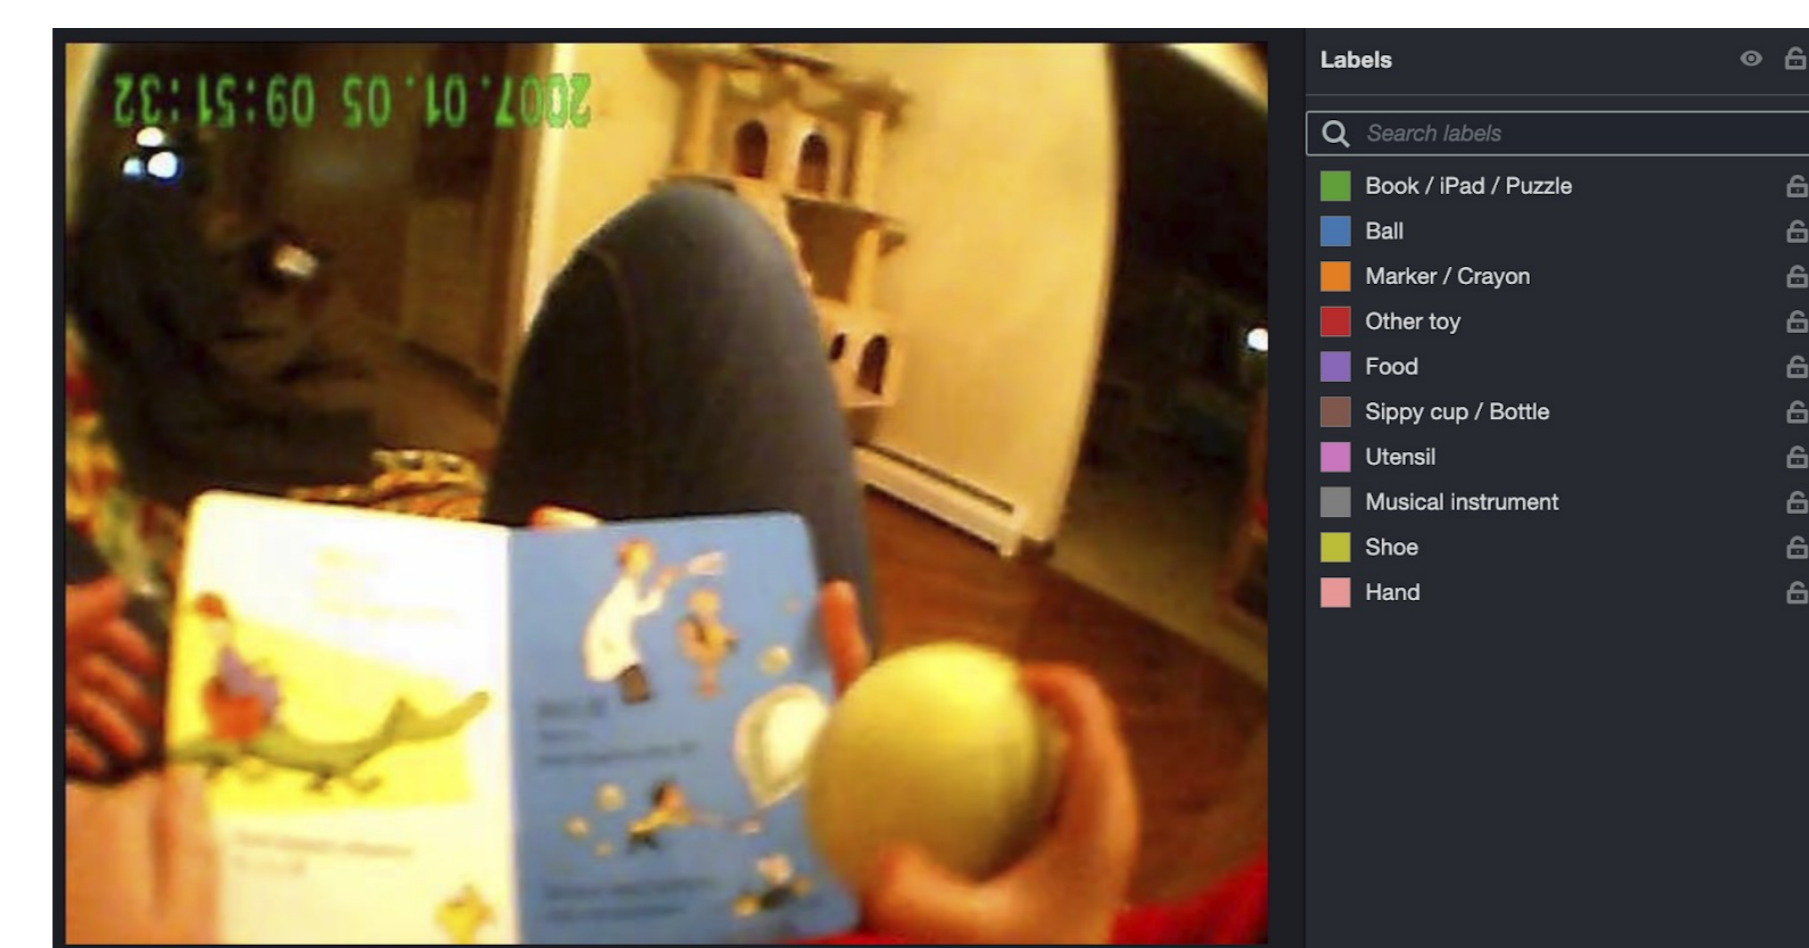 2007.01.05 09:51:32
Labels
Search labels
Book / iPad / Puzzle
Ball
Marker / Crayon
Other toy
Food
Sippy cup / Bottle
Utensil
Musical instrument
Shoe
Hand